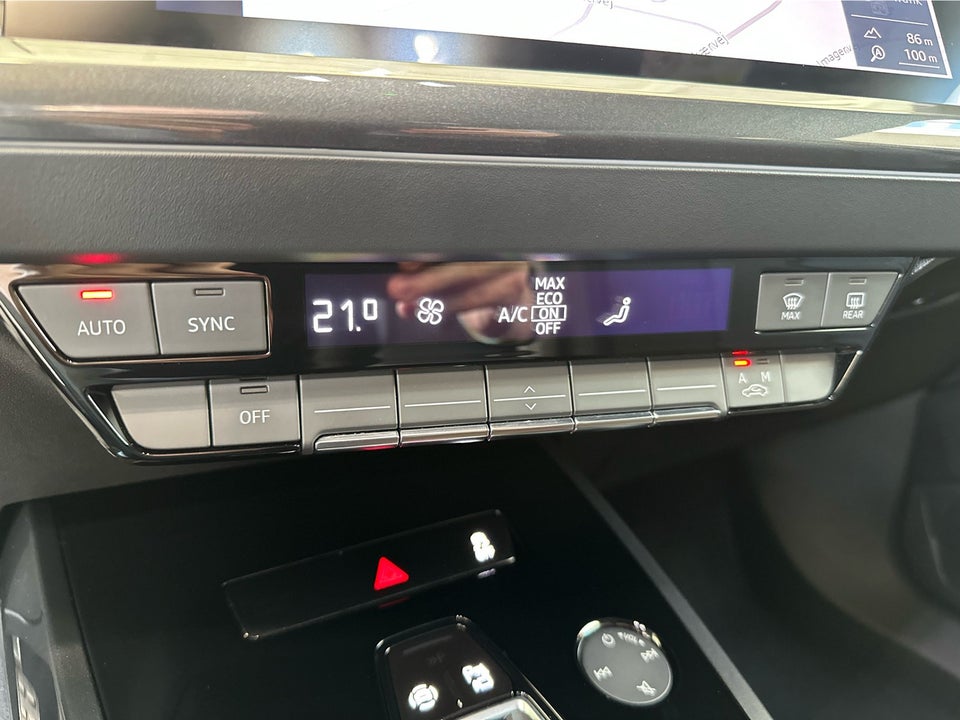 86 m
100 m
AUTO
SYNC
21.0
A/C
MAX
ECO
ON
OFF
MAX
REAR
OFF
A M